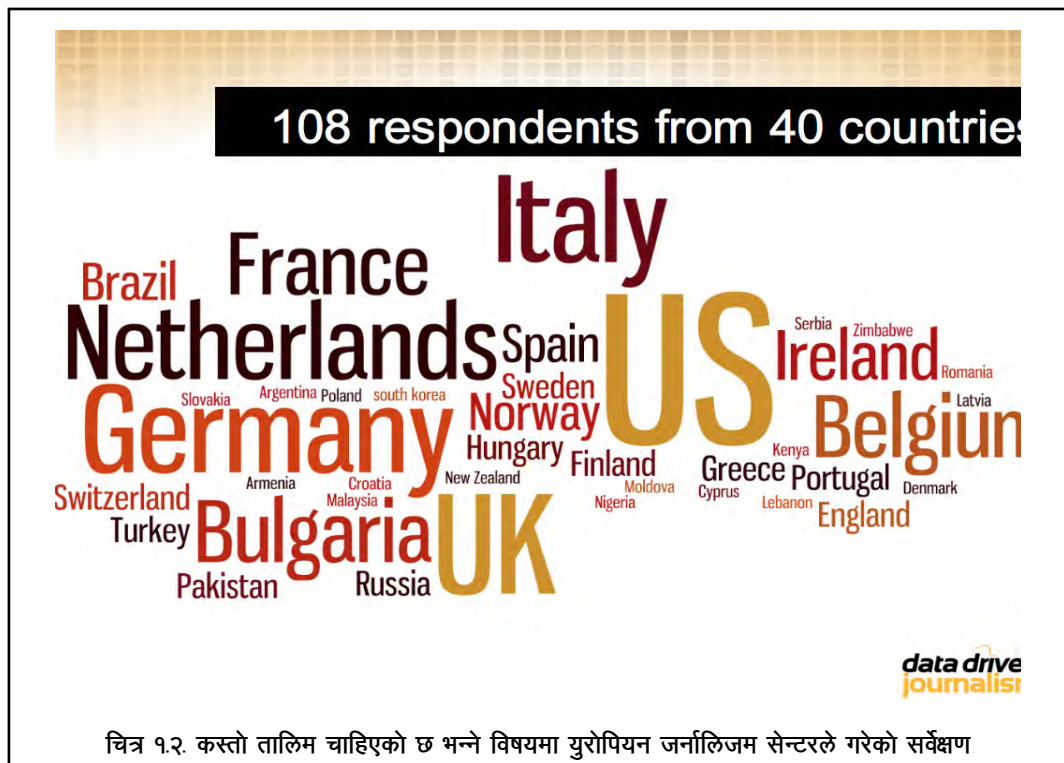 108 respondents from 40 countries
Italy
France
Brazil
US
Netherlands
Spain
Serbia
Zimbabwe
Ireland
Romania
Sweden
Germany
Slovakia
Argentina
Poland
south korea
Norway
Latvia
Belgium
Hungary
Kenya
Finland
Greece
Portugal
New Zealand
Armenia
Croatia
Moldova
Cyprus
Denmark
Switzerland
Malaysia
Nigeria
Lebanon
England
Turkey
Bulgaria
UK
Pakistan
Russia
data drive
journalis
चित्र १.२. कस्तो तालिम चाहिएको छ भन्ने विषयमा युरोपियन जर्नालिजम सेन्टरले गरेको सर्वेक्षण